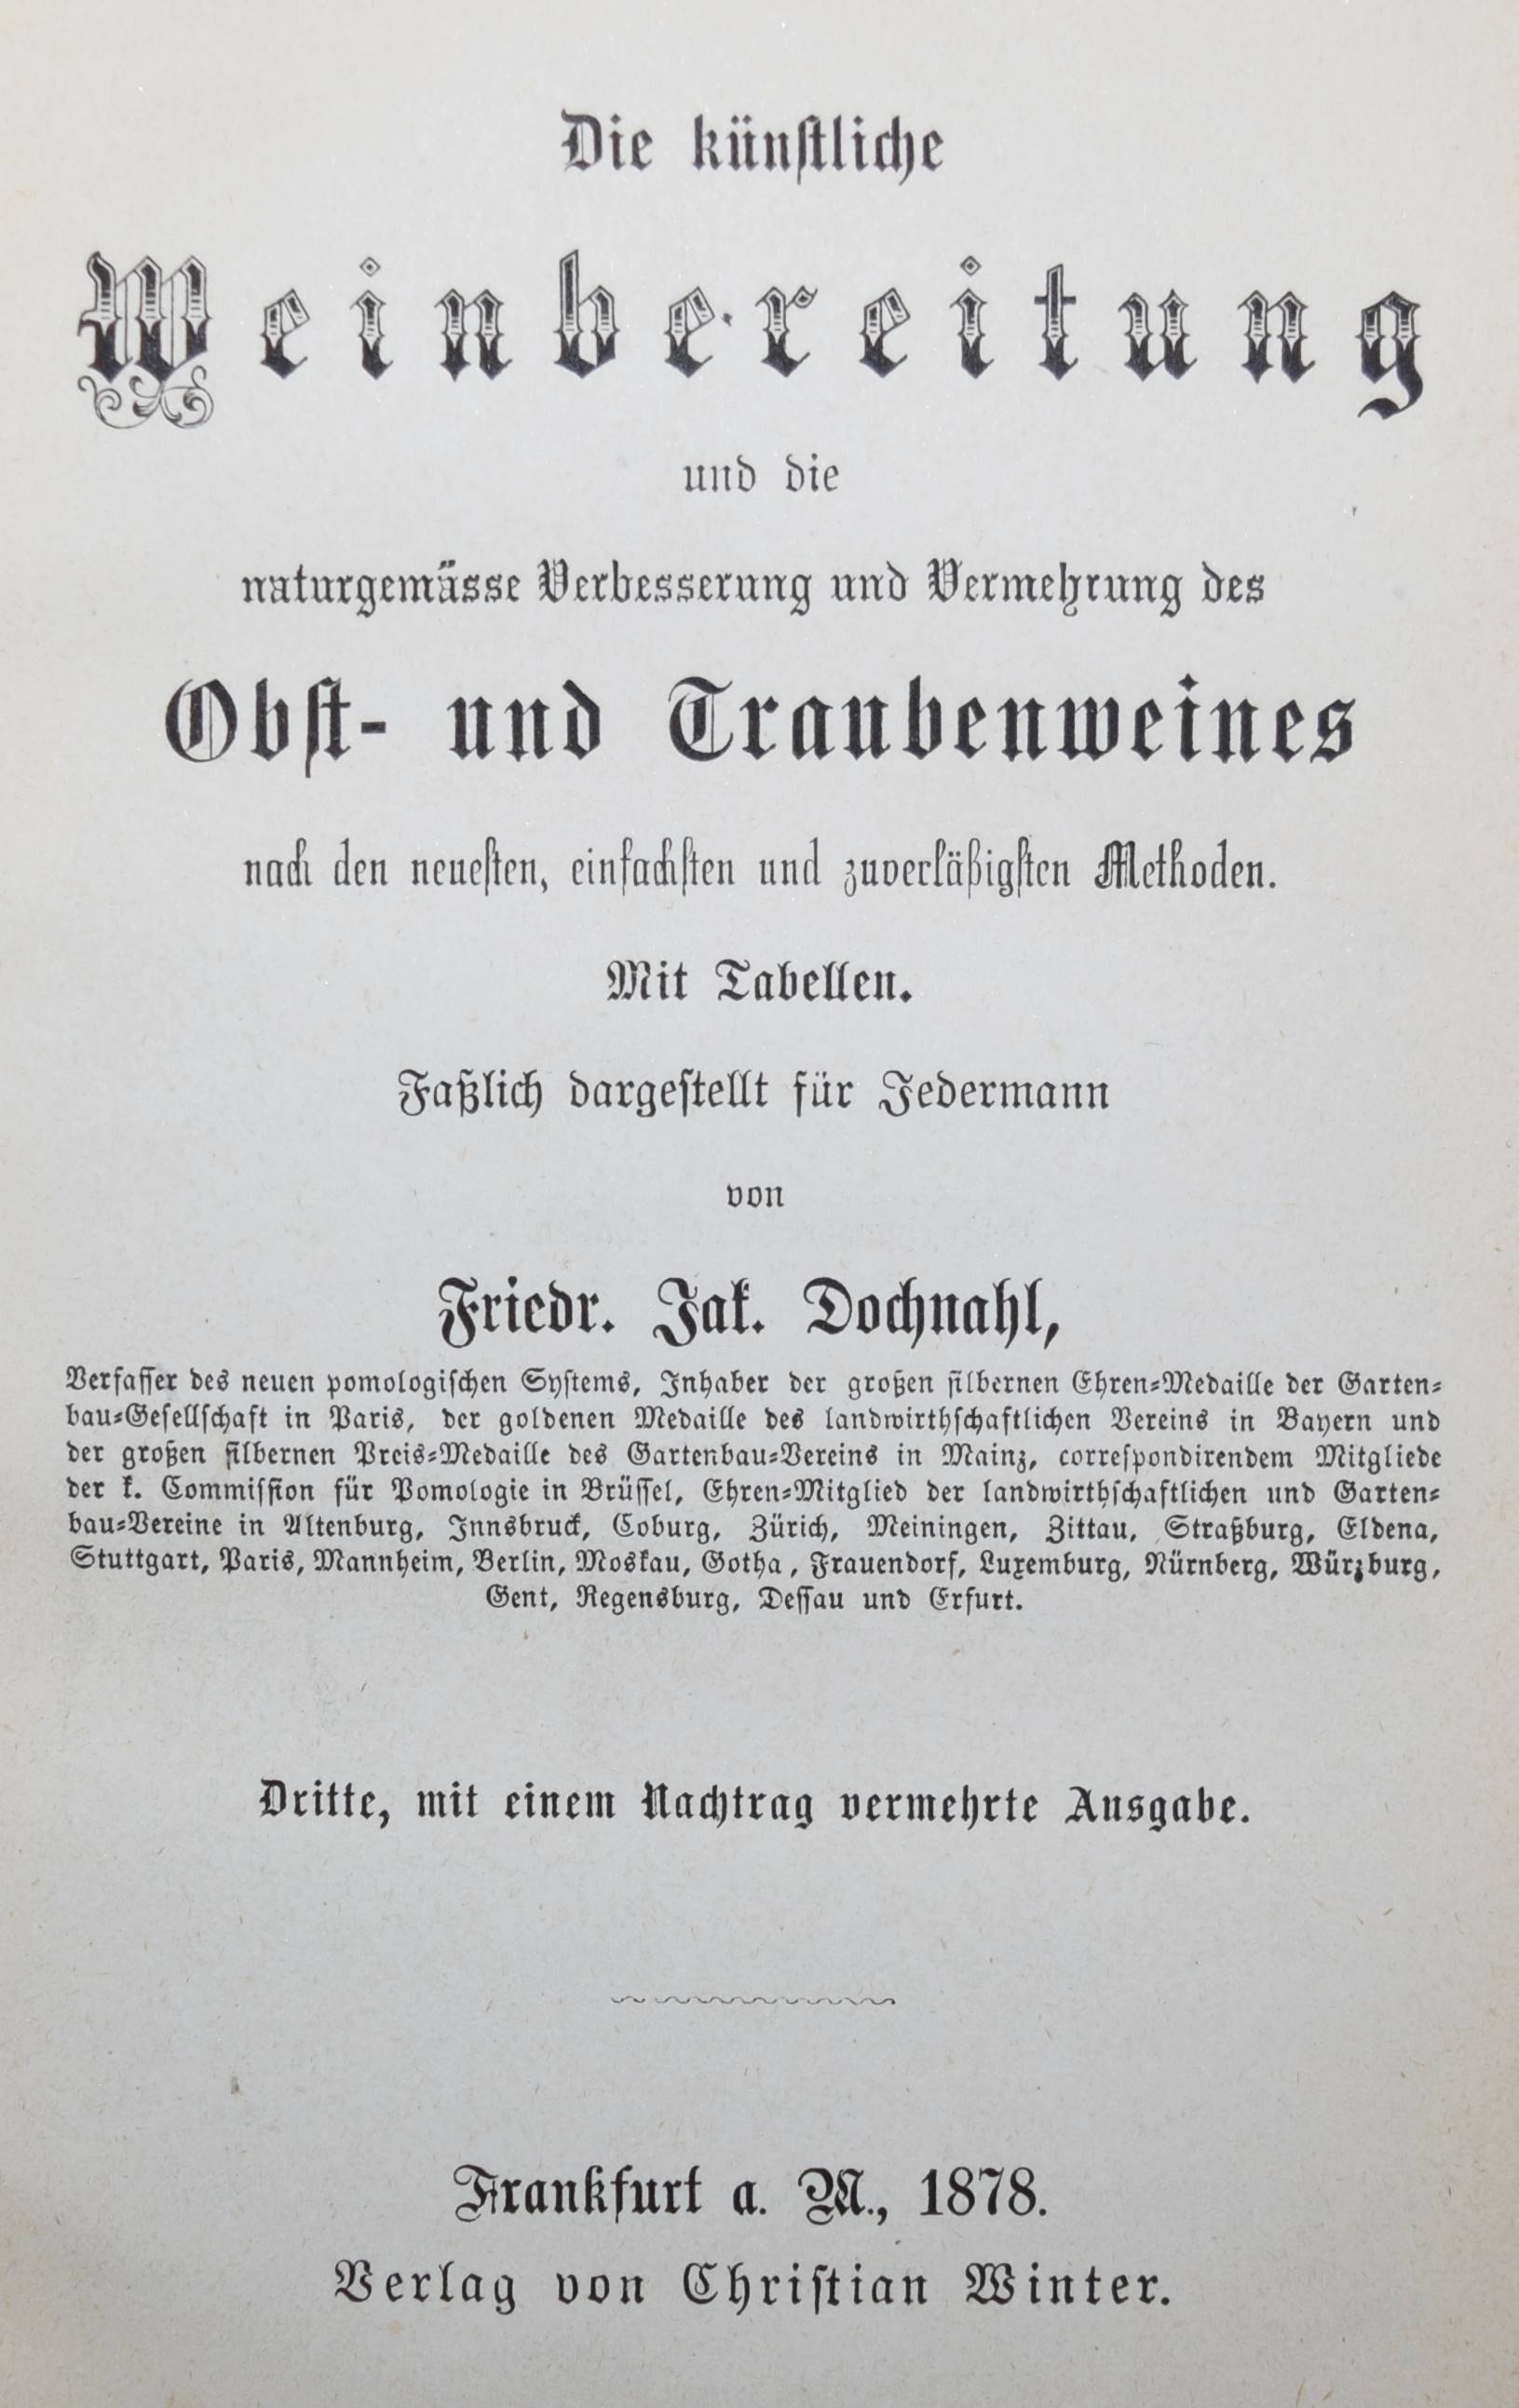 Die künstliche
Weinbereitung
und die
naturgemässe Verbesserung und Vermehrung des
Obst- und Traubenweines
nach den neuesten, einfachsten und zuverläßigsten Methoden.
Mit Tabellen.
Faßlich dargestellt für Jedermann
von
Friedr. Jak. Dochnahl,
Verfasser des neuen pomologischen Systems, Inhaber der großen silbernen Ehren-Medaille der Garten-
bau-Gesellschaft in Paris, der goldenen Medaille des landwirthschaftlichen Vereins in Bayern und
der großen silbernen Preis-Medaille des Gartenbau-Vereins in Mainz, correspondirendem Mitgliede
der k. Commission für Pomologie in Brüssel, Ehren-Mitglied der landwirthschaftlichen und Garten-
bau-Vereine in Altenburg, Innsbruck, Coburg, Zürich, Meiningen, Zittau, Straßburg, Eldena,
Stuttgart, Paris, Mannheim, Berlin, Moskau, Gotha, Frauendorf, Luxemburg, Nürnberg, Würzburg,
Gent, Regensburg, Dessau und Erfurt.
Dritte, mit einem Nachtrag vermehrte Ausgabe.
Frankfurt a. M., 1878.
Verlag von Christian Winter.